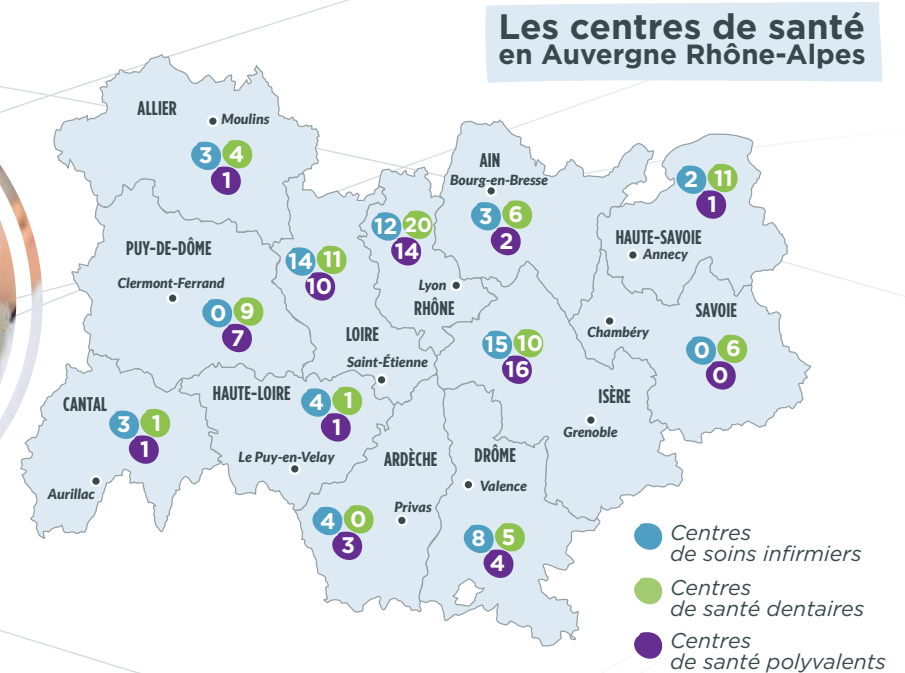 Les centres de santé
en Auvergne Rhône-Alpes
ALLIER
Moulins
3 4
1
AIN
Bourg-en-Bresse
3 6
2
2 11
1
HAUTE-SAVOIE
Annecy
12 20
14
PUY-DE-DÔME
Clermont-Ferrand
0 9
7
14 11
10
LOIRE
Saint-Étienne
Lyon
RHÔNE
15 10
16
Chambéry
SAVOIE
0 6
0
ISÈRE
Grenoble
CANTAL
3 1
1
Aurillac
HAUTE-LOIRE
4 1
1
Le Puy-en-Velay
ARDÈCHE
Privas
4 0
3
DRÔME
Valence
8 5
4
Centres
de soins infirmiers
Centres
de santé dentaires
Centres
de santé polyvalents